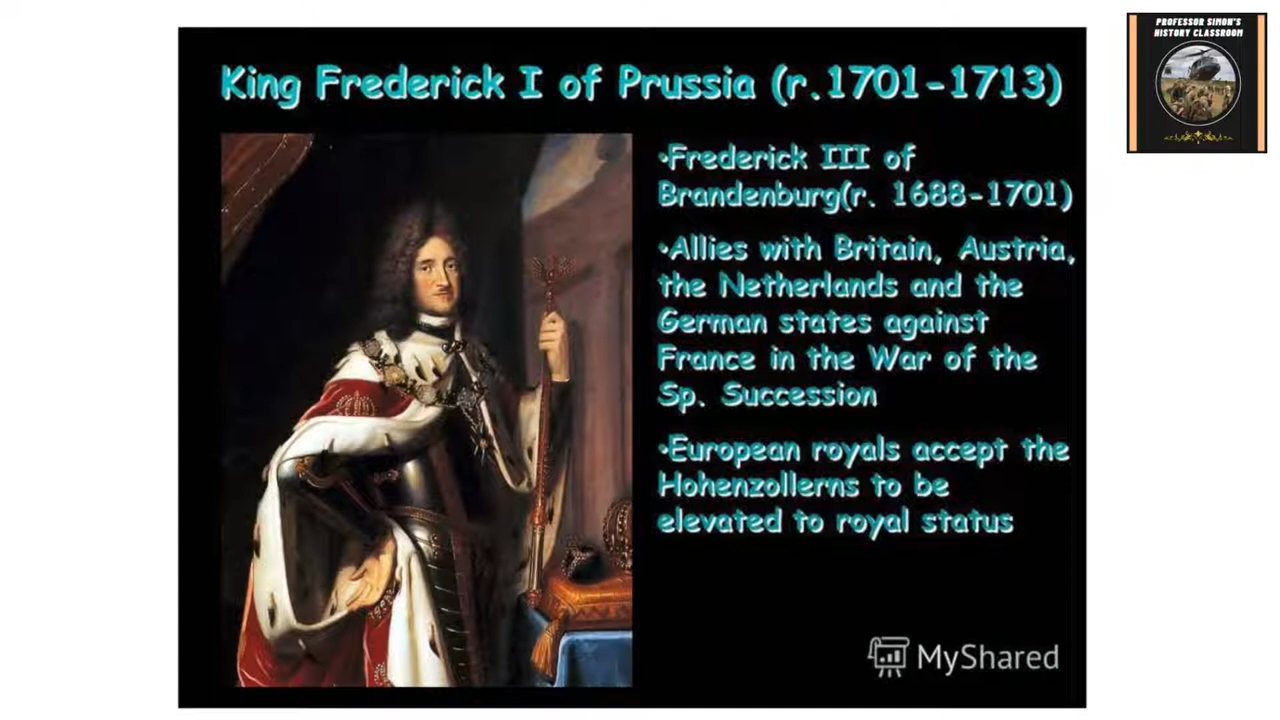 King Frederick I of Prussia (r.1701-1713)
•Frederick III of
Brandenburg(r. 1688-1701)
•Allies with Britain, Austria,
the Netherlands and the
German states against
France in the War of the
Sp. Succession
•European royals accept the
Hohenzollerns to be
elevated to royal status
MyShared
PROFESSOR SIMON'S
HISTORY CLASSROOM